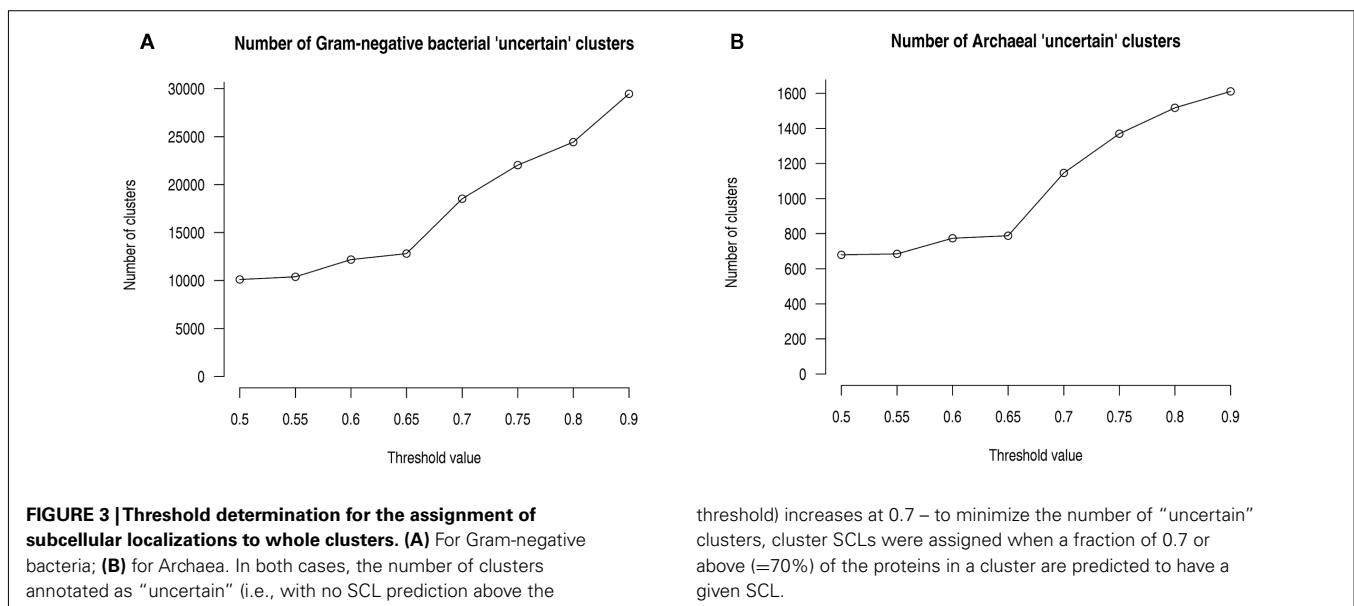 A
Number of Gram-negative bacterial 'uncertain' clusters
30000
25000
20000
15000
10000
5000
0
Number of clusters
0.5 0.55 0.6 0.65 0.7 0.75 0.8 0.9
Threshold value
B
Number of Archaeal 'uncertain' clusters
1600
1400
1200
1000
800
600
400
200
0
Number of clusters
0.5 0.55 0.6 0.65 0.7 0.75 0.8 0.9
Threshold value
FIGURE 3 | Threshold determination for the assignment of
subcellular localizations to whole clusters. (A) For Gram-negative
bacteria; (B) for Archaea. In both cases, the number of clusters
annotated as “uncertain” (i.e., with no SCL prediction above the
threshold) increases at 0.7 – to minimize the number of “uncertain”
clusters, cluster SCLs were assigned when a fraction of 0.7 or
above (=70%) of the proteins in a cluster are predicted to have a
given SCL.